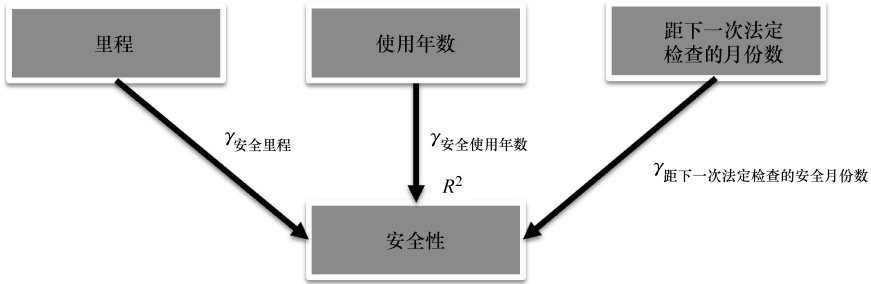 里程
使用年数
距下一次法定
检查的月份数
γ安全里程
γ安全使用年数
γ距下一次法定检查的安全月份数
R²
安全性